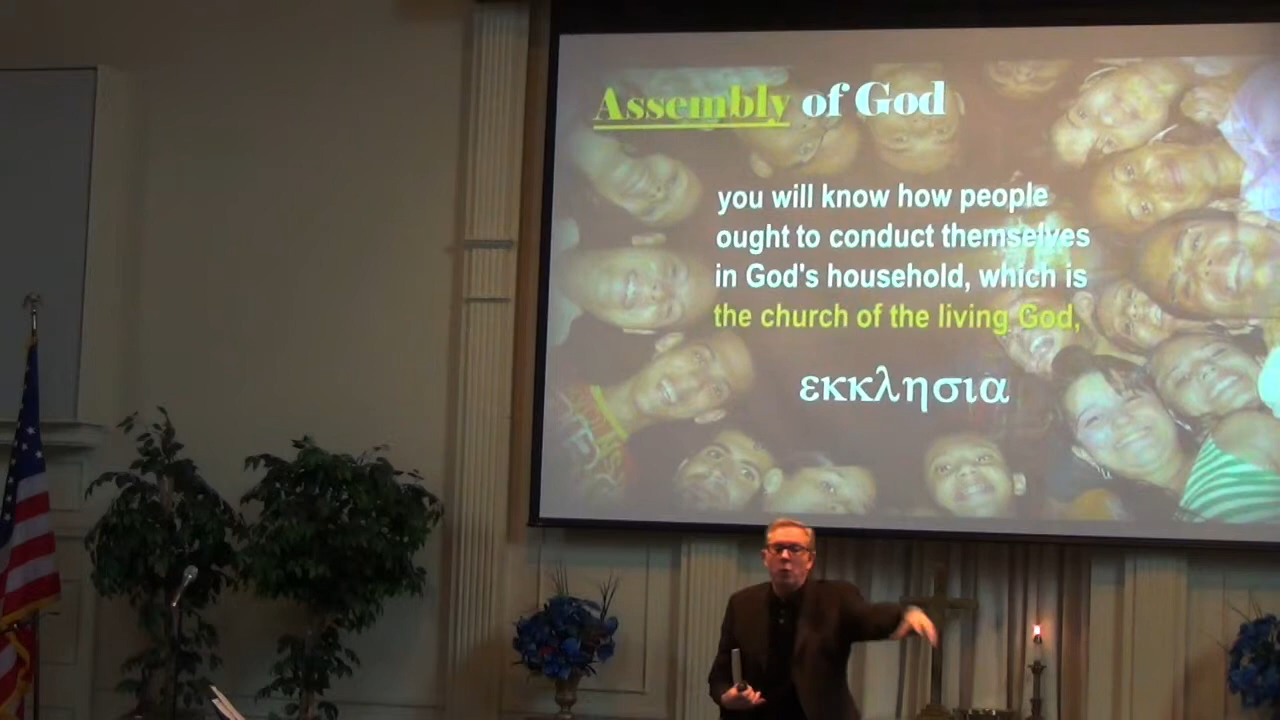 Assembly of God
you will know how people
ought to conduct themselves
in God's household, which is
the church of the living God,
εκκλησια